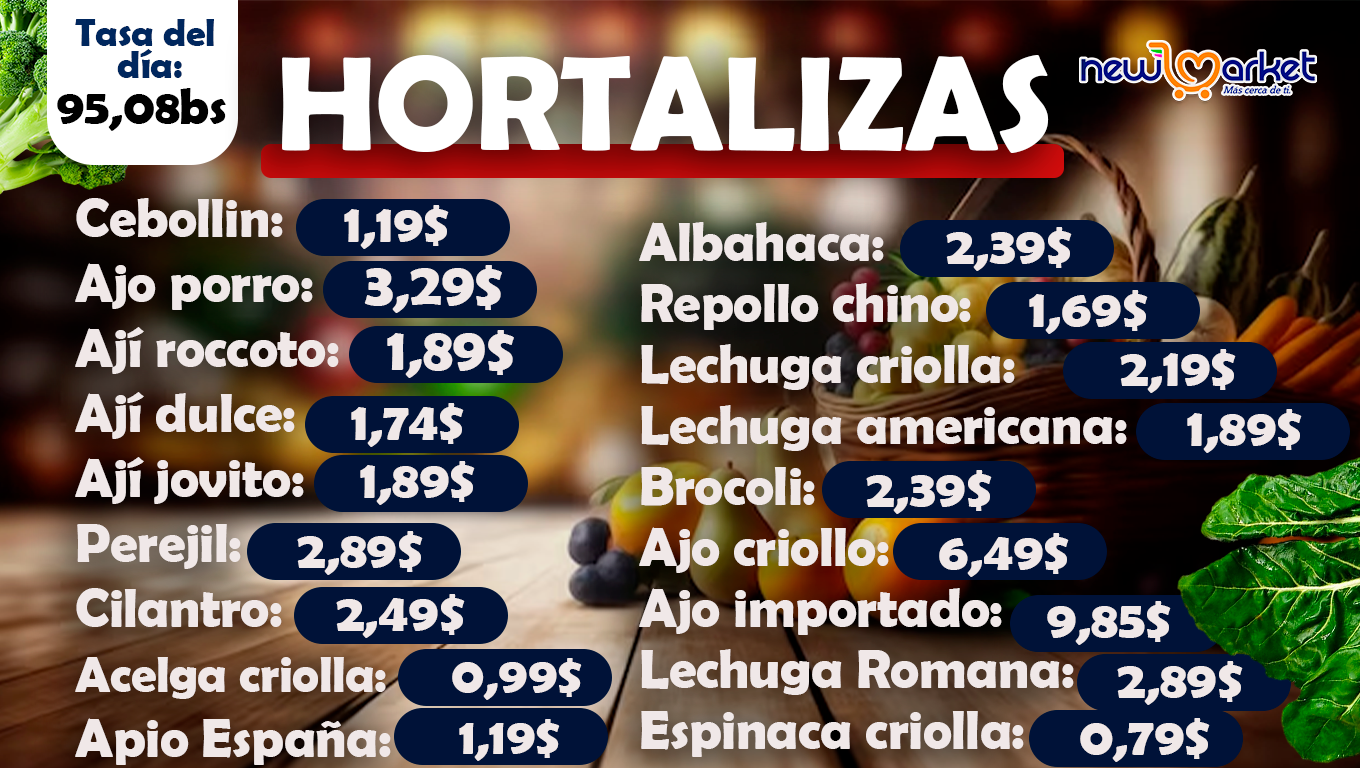 Tasa del
día:
95,08bs
HORTALIZAS
new Market
Más cerca de ti.
Cebollin: 1,19$
Ajo porro: 3,29$
Ají roccoto: 1,89$
Ají dulce: 1,74$
Ají jovito: 1,89$
Perejil: 2,89$
Cilantro: 2,49$
Acelga criolla: 0,99$
Apio España: 1,19$
Albahaca: 2,39$
Repollo chino: 1,69$
Lechuga criolla: 2,19$
Lechuga americana: 1,89$
Brocoli: 2,39$
Ajo criollo: 6,49$
Ajo importado: 9,85$
Lechuga Romana: 2,89$
Espinaca criolla: 0,79$